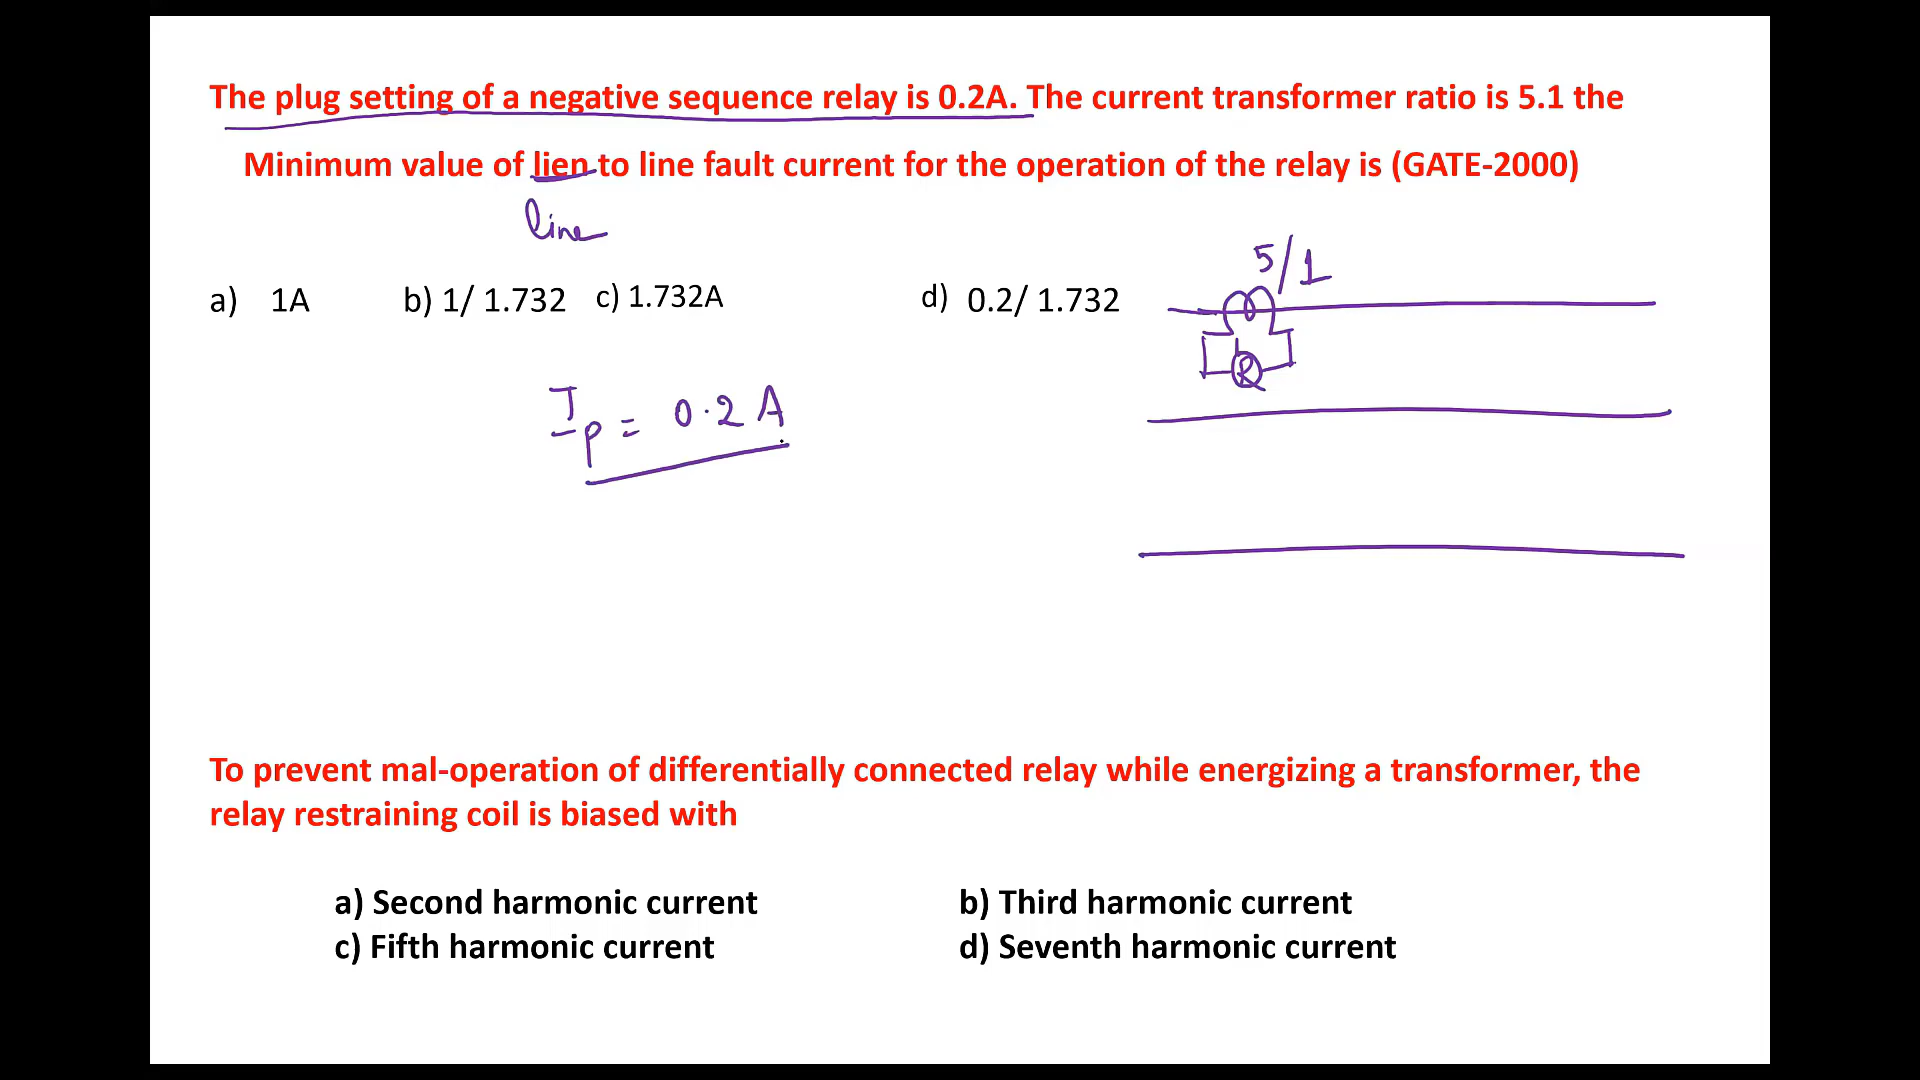 The plug setting of a negative sequence relay is 0.2A. The current transformer ratio is 5.1 the
Minimum value of lien to line fault current for the operation of the relay is (GATE-2000)
line
5/1
a) 1A b) 1/ 1.732 c) 1.732A d) 0.2/ 1.732
R
Ip = 0.2 A
To prevent mal-operation of differentially connected relay while energizing a transformer, the
relay restraining coil is biased with
a) Second harmonic current b) Third harmonic current
c) Fifth harmonic current d) Seventh harmonic current